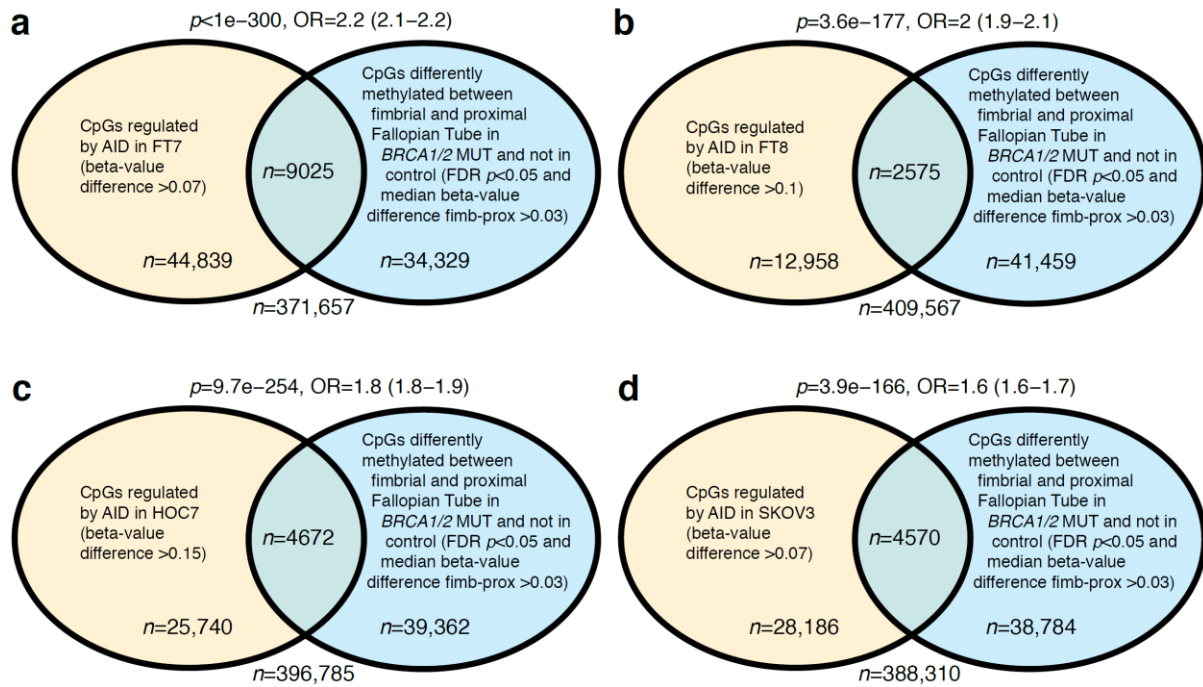 a
p<1e−300, OR=2.2 (2.1−2.2)
CpGs regulated
by AID in FT7
(beta-value
difference >0.07)
n=44,839
n=9025
CpGs differently
methylated between
fimbrial and proximal
Fallopian Tube in
BRCA1/2 MUT and not in
control (FDR p<0.05 and
median beta-value
difference fimb-prox >0.03)
n=34,329
n=371,657
b
p=3.6e−177, OR=2 (1.9−2.1)
CpGs regulated
by AID in FT8
(beta-value
difference >0.1)
n=12,958
n=2575
CpGs differently
methylated between
fimbrial and proximal
Fallopian Tube in
BRCA1/2 MUT and not in
control (FDR p<0.05 and
median beta-value
difference fimb-prox >0.03)
n=41,459
n=409,567
c
p=9.7e−254, OR=1.8 (1.8−1.9)
CpGs regulated
by AID in HOC7
(beta-value
difference >0.15)
n=25,740
n=4672
CpGs differently
methylated between
fimbrial and proximal
Fallopian Tube in
BRCA1/2 MUT and not in
control (FDR p<0.05 and
median beta-value
difference fimb-prox >0.03)
n=39,362
n=396,785
d
p=3.9e−166, OR=1.6 (1.6−1.7)
CpGs regulated
by AID in SKOV3
(beta-value
difference >0.07)
n=28,186
n=4570
CpGs differently
methylated between
fimbrial and proximal
Fallopian Tube in
BRCA1/2 MUT and not in
control (FDR p<0.05 and
median beta-value
difference fimb-prox >0.03)
n=38,784
n=388,310